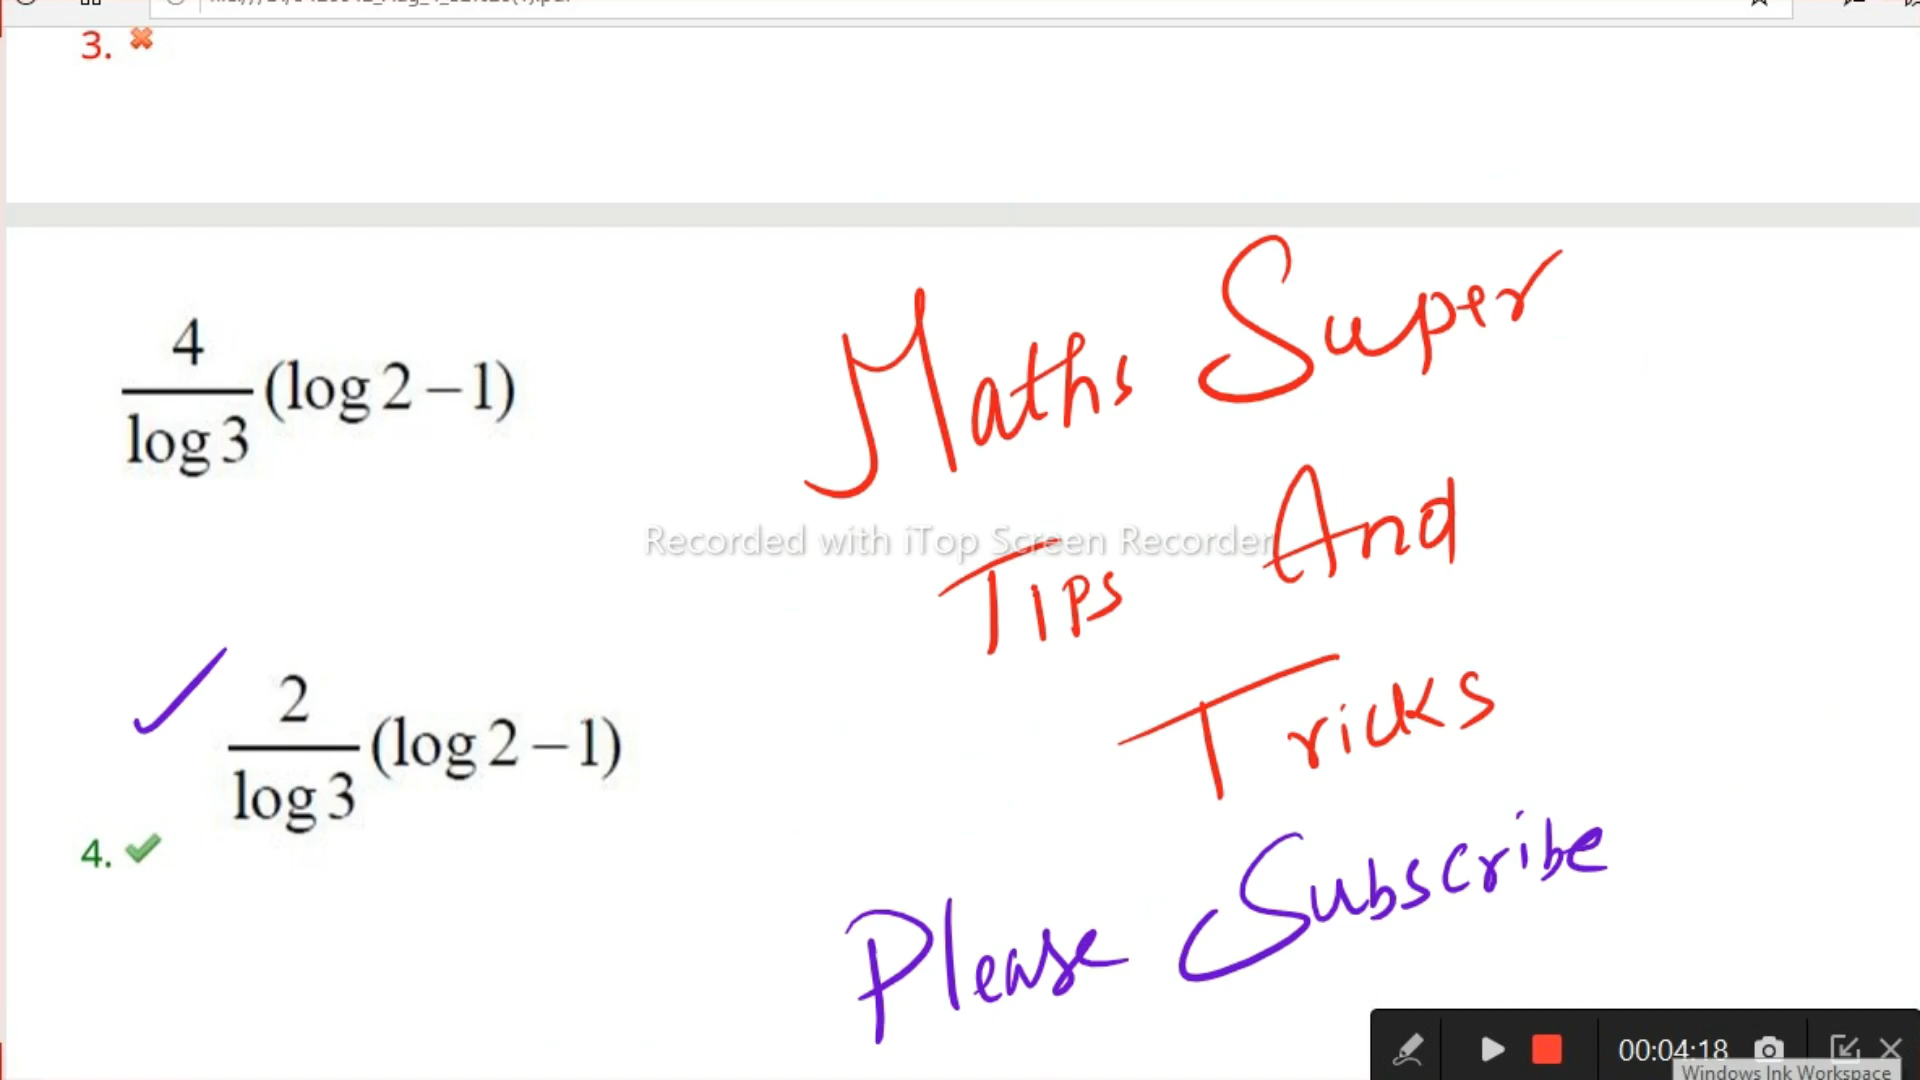 3.
4/log 3 (log 2 – 1)
Maths Super
Recorded with iTop Screen Recorder
Tips And
Tricks
2/log 3 (log 2 – 1)
4.
Please Subscribe
00:04:18
Windows Ink Workspace